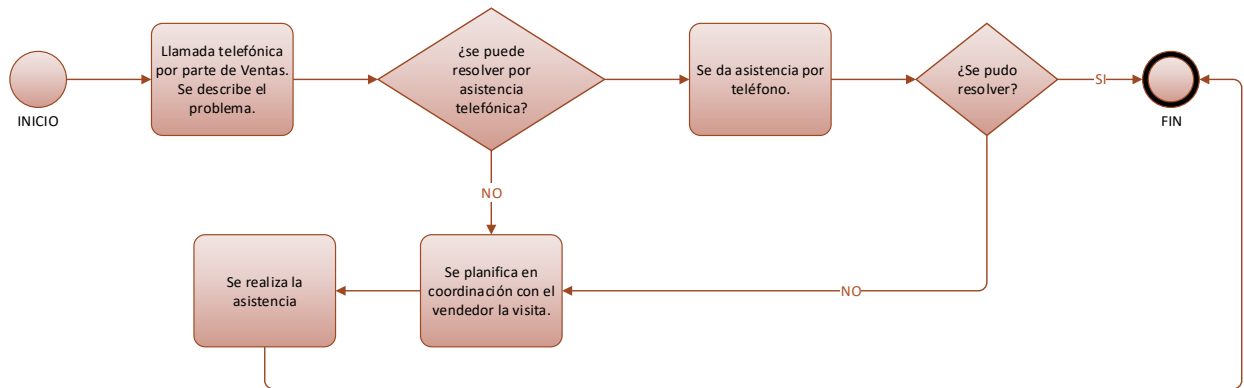 Llamada telefónica
por parte de Ventas.
Se describe el
problema.
¿se puede
resolver por
asistencia
telefónica?
Se da asistencia por
teléfono.
¿Se pudo
resolver?
SI
INICIO
FIN
NO
Se realiza la
asistencia
Se planifica en
coordinación con el
vendedor la visita.
NO